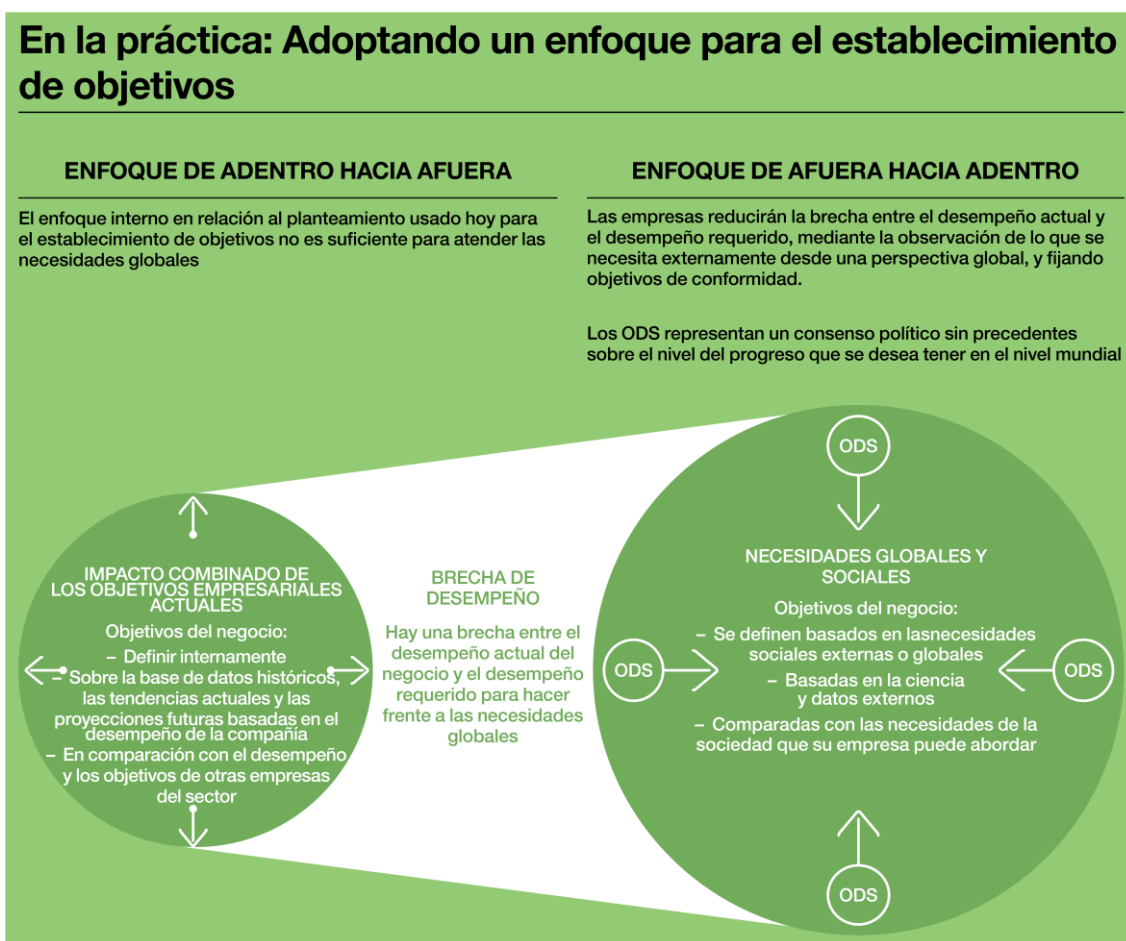 En la práctica: Adoptando un enfoque para el establecimiento
de objetivos
ENFOQUE DE ADENTRO HACIA AFUERA
El enfoque interno en relación al planteamiento usado hoy para
el establecimiento de objetivos no es suficiente para atender las
necesidades globales
ENFOQUE DE AFUERA HACIA ADENTRO
Las empresas reducirán la brecha entre el desempeño actual y
el desempeño requerido, mediante la observación de lo que se
necesita externamente desde una perspectiva global, y fijando
objetivos de conformidad.
Los ODS representan un consenso político sin precedentes
sobre el nivel del progreso que se desea tener en el nivel mundial
IMPACTO COMBINADO DE
LOS OBJETIVOS EMPRESARIALES
ACTUALES
Objetivos del negocio:
– Definir internamente
– Sobre la base de datos históricos,
las tendencias actuales y las
proyecciones futuras basadas en el
desempeño de la compañía
– En comparación con el desempeño
y los objetivos de otras empresas
del sector
BRECHA DE
DESEMPEÑO
Hay una brecha entre el
desempeño actual del
negocio y el desempeño
requerido para hacer
frente a las necesidades
globales
ODS
NECESIDADES GLOBALES Y
SOCIALES
Objetivos del negocio:
– Se definen basados en lasnecesidades
sociales externas o globales
– Basadas en la ciencia
y datos externos
– Comparadas con las necesidades de la
sociedad que su empresa puede abordar
ODS
ODS
ODS